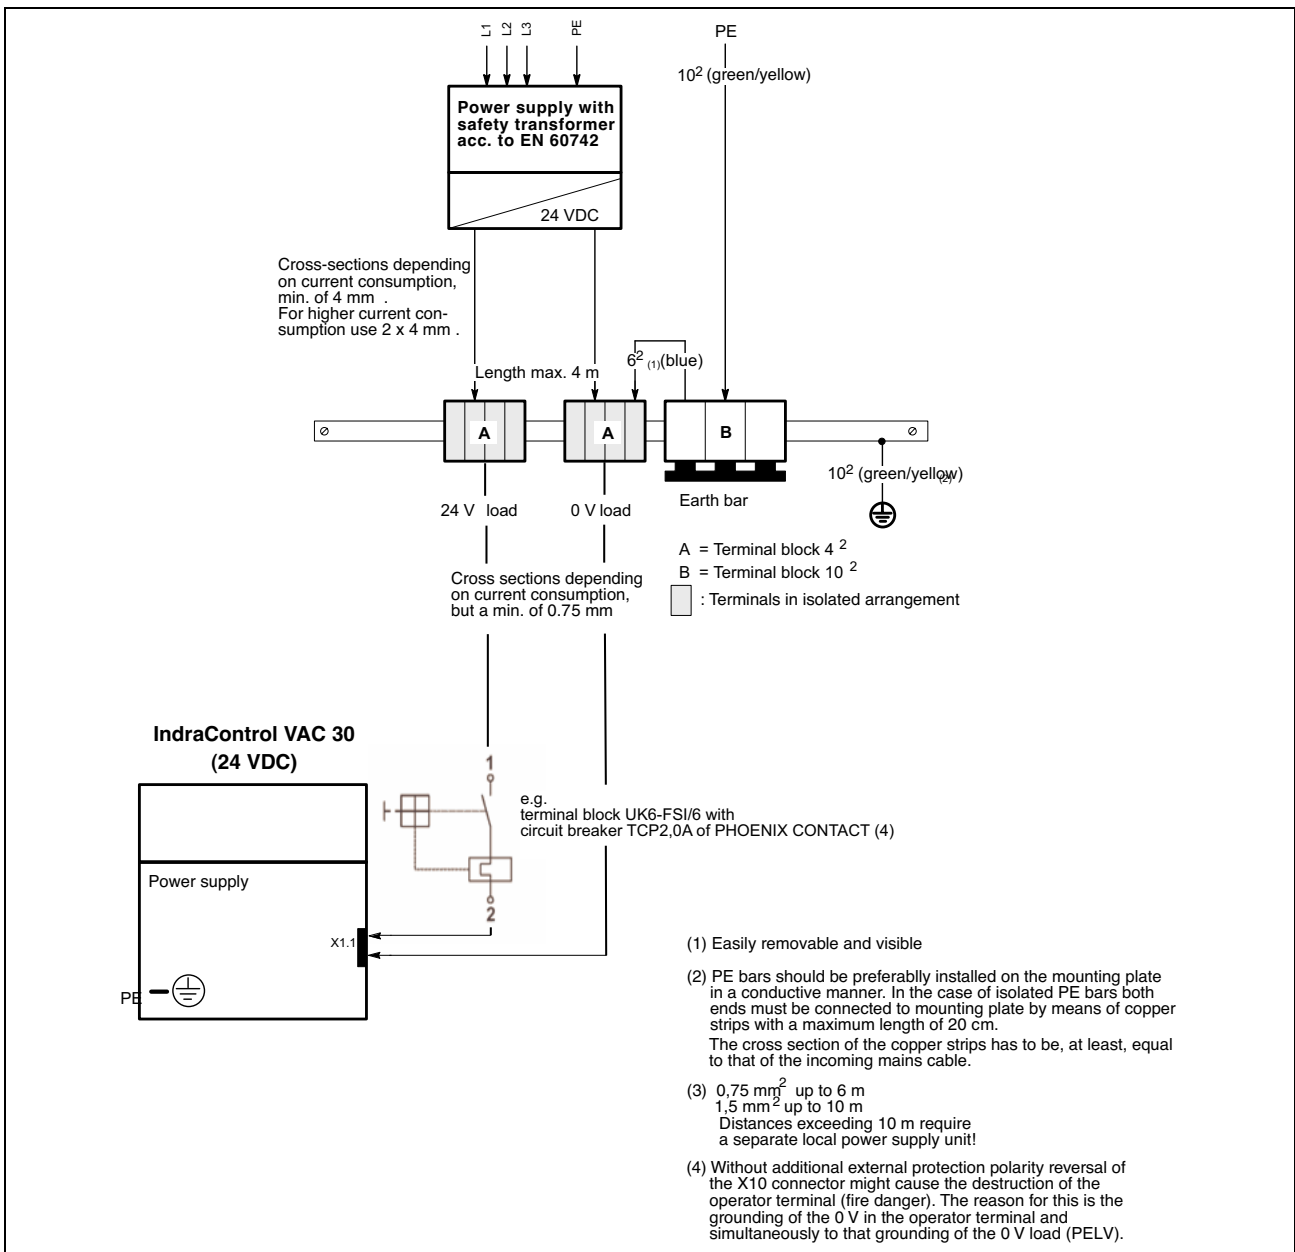 L1
L2
L3
PE
PE
10² (green/yellow)
Power supply with
safety transformer
acc. to EN 60742
24 VDC
Cross-sections depending
on current consumption,
min. of 4 mm .
For higher current con-
sumption use 2 x 4 mm .
6² (1) (blue)
Length max. 4 m
A
A
B
10² (green/yellow)
(2)
Earth bar
24 V load
0 V load
A = Terminal block 4 ²
B = Terminal block 10 ²
: Terminals in isolated arrangement
Cross sections depending
on current consumption,
but a min. of 0.75 mm
IndraControl VAC 30
(24 VDC)
1
e.g.
terminal block UK6-FSI/6 with
circuit breaker TCP2,0A of PHOENIX CONTACT (4)
Power supply
2
X1.1
PE
(1) Easily removable and visible
(2) PE bars should be preferablly installed on the mounting plate
in a conductive manner. In the case of isolated PE bars both
ends must be connected to mounting plate by means of copper
strips with a maximum length of 20 cm.
The cross section of the copper strips has to be, at least, equal
to that of the incoming mains cable.
(3) 0,75 mm² up to 6 m
1,5 mm² up to 10 m
Distances exceeding 10 m require
a separate local power supply unit!
(4) Without additional external protection polarity reversal of
the X10 connector might cause the destruction of the
operator terminal (fire danger). The reason for this is the
grounding of the 0 V in the operator terminal and
simultaneously to that grounding of the 0 V load (PELV).